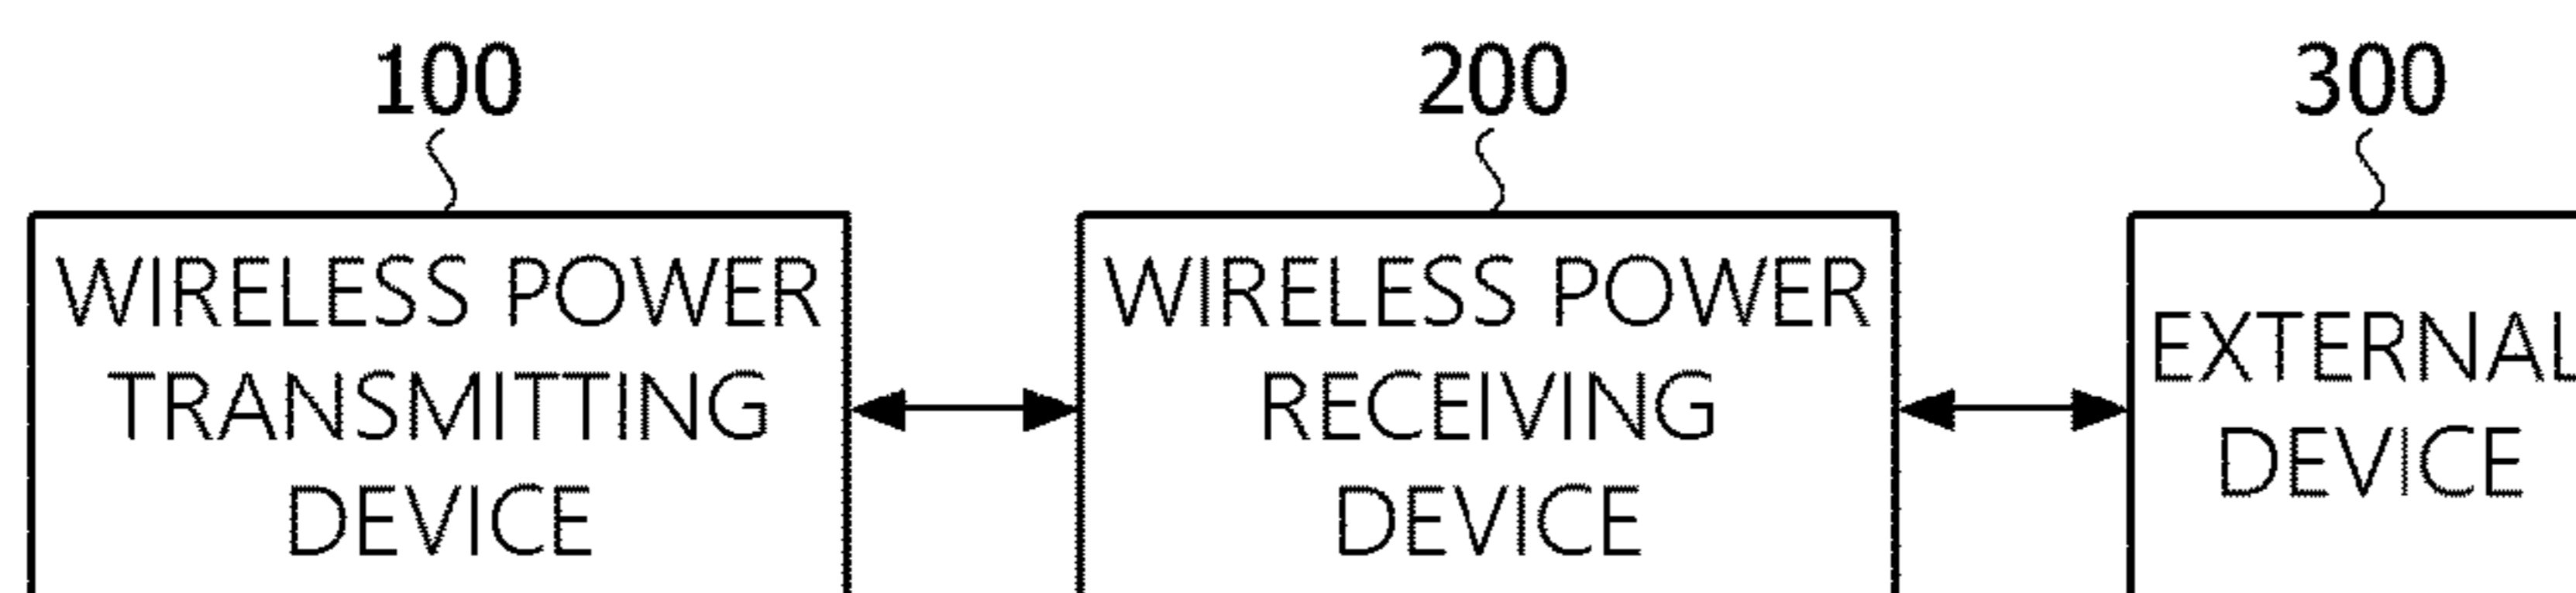 100
200
300
WIRELESS POWER
TRANSMITTING
DEVICE
WIRELESS POWER
RECEIVING
DEVICE
EXTERNAL
DEVICE